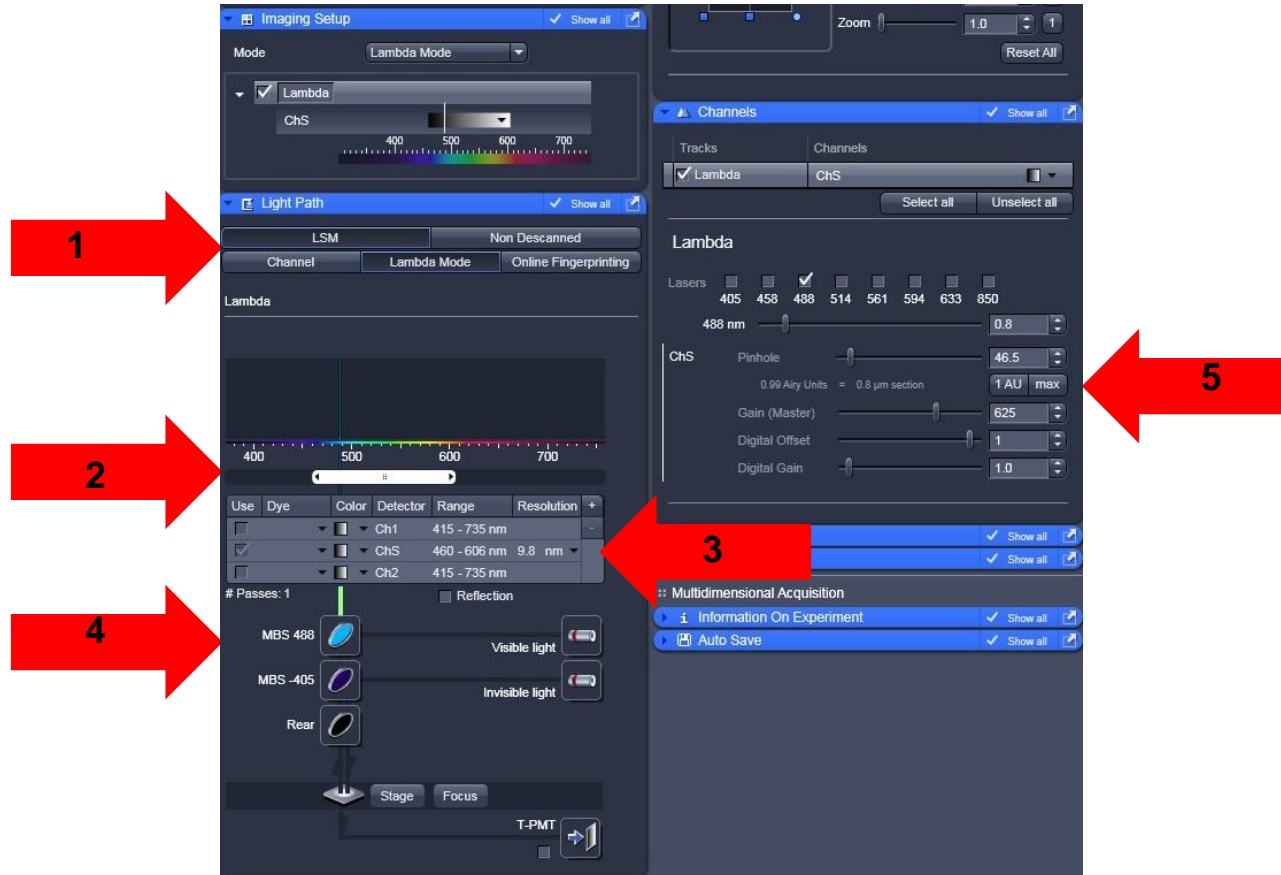 Imaging Setup Show all
Mode Lambda Mode
Lambda
ChS
400 500 600 700
Light Path Show all
1
LSM Non Descanned
Channel Lambda Mode Online Fingerprinting
Lambda
400 500 600 700
2
Use Dye Color Detector Range Resolution +
Ch1 415 - 735 nm -
ChS 460 - 606 nm 9.8 nm
Ch2 415 - 735 nm
3
# Passes: 1 Reflection
4
MBS 488
Visible light
MBS -405
Invisible light
Rear
Stage Focus
T-PMT
Zoom 1.0 1
Reset All
Channels Show all
Tracks Channels
Lambda ChS
Select all Unselect all
Lambda
Lasers
405 458 488 514 561 594 633 850
488 nm 0.8
ChS Pinhole 46.5
0.99 Airy Units = 0.8 µm section 1 AU max
5
Gain (Master) 625
Digital Offset 1
Digital Gain 1.0
Show all
Show all
Multidimensional Acquisition
i Information On Experiment Show all
Auto Save Show all